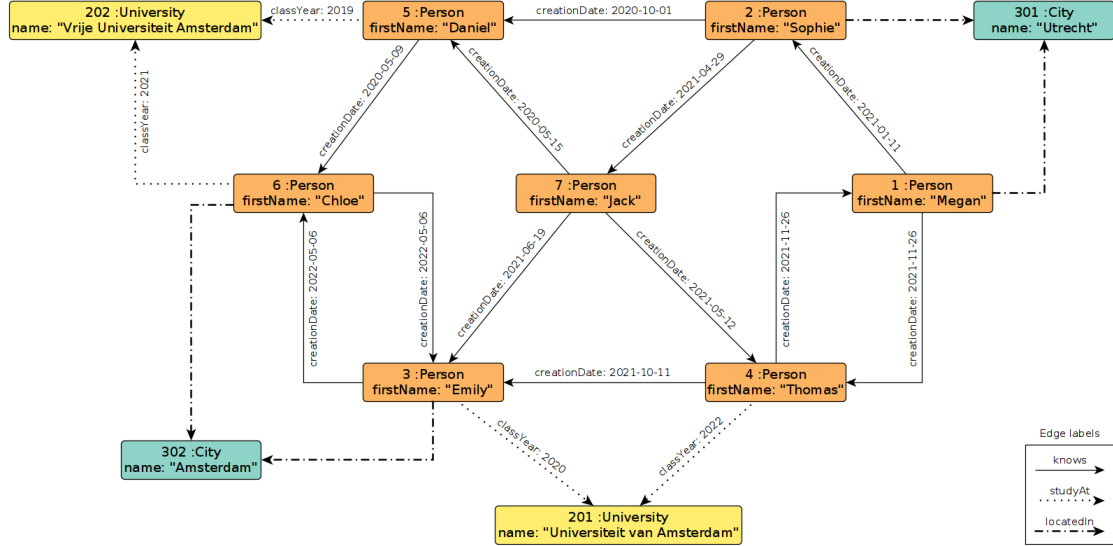 202 :University
name: "Vrije Universiteit Amsterdam"
classYear: 2019
5 :Person
firstName: "Daniel"
creationDate: 2020-10-01
2 :Person
firstName: "Sophie"
301 :City
name: "Utrecht"
classYear: 2021
creationDate: 2020-05-09
creationDate: 2020-05-15
creationDate: 2021-04-29
creationDate: 2021-01-11
6 :Person
firstName: "Chloe"
7 :Person
firstName: "Jack"
1 :Person
firstName: "Megan"
creationDate: 2022-05-06
creationDate: 2022-05-06
creationDate: 2021-06-19
creationDate: 2021-05-12
creationDate: 2021-11-26
creationDate: 2021-11-26
3 :Person
firstName: "Emily"
creationDate: 2021-10-11
4 :Person
firstName: "Thomas"
302 :City
name: "Amsterdam"
classYear: 2020
classYear: 2022
201 :University
name: "Universiteit van Amsterdam"
Edge labels
knows
studyAt
locatedIn